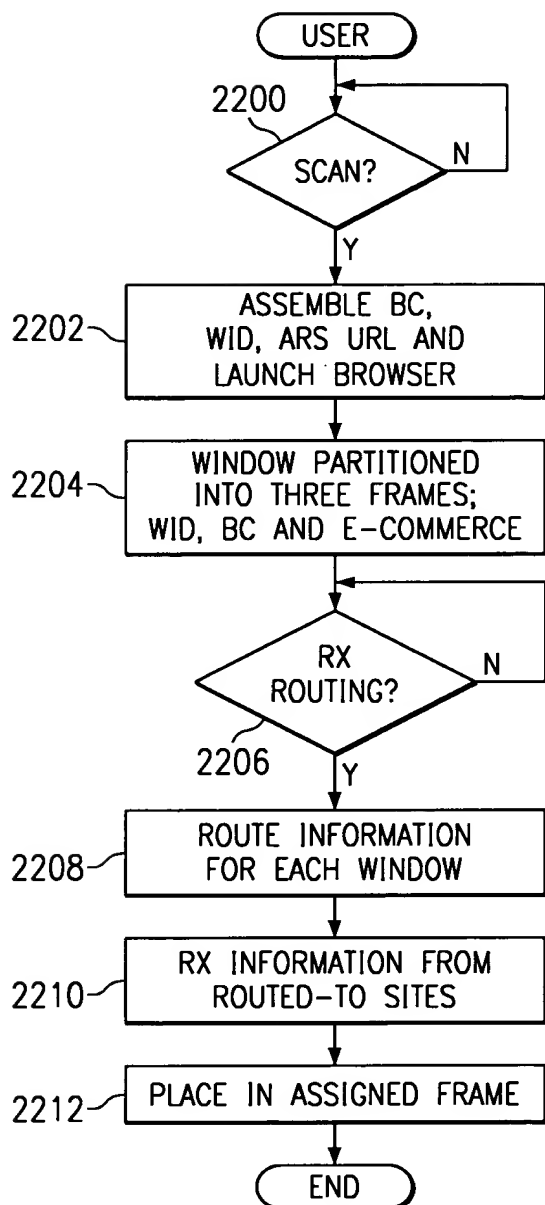 USER
2200
SCAN?
N
Y
2202
ASSEMBLE BC,
WID, ARS URL AND
LAUNCH BROWSER
2204
WINDOW PARTITIONED
INTO THREE FRAMES;
WID, BC AND E-COMMERCE
RX
ROUTING?
N
2206
Y
2208
ROUTE INFORMATION
FOR EACH WINDOW
2210
RX INFORMATION FROM
ROUTED-TO SITES
2212
PLACE IN ASSIGNED FRAME
END